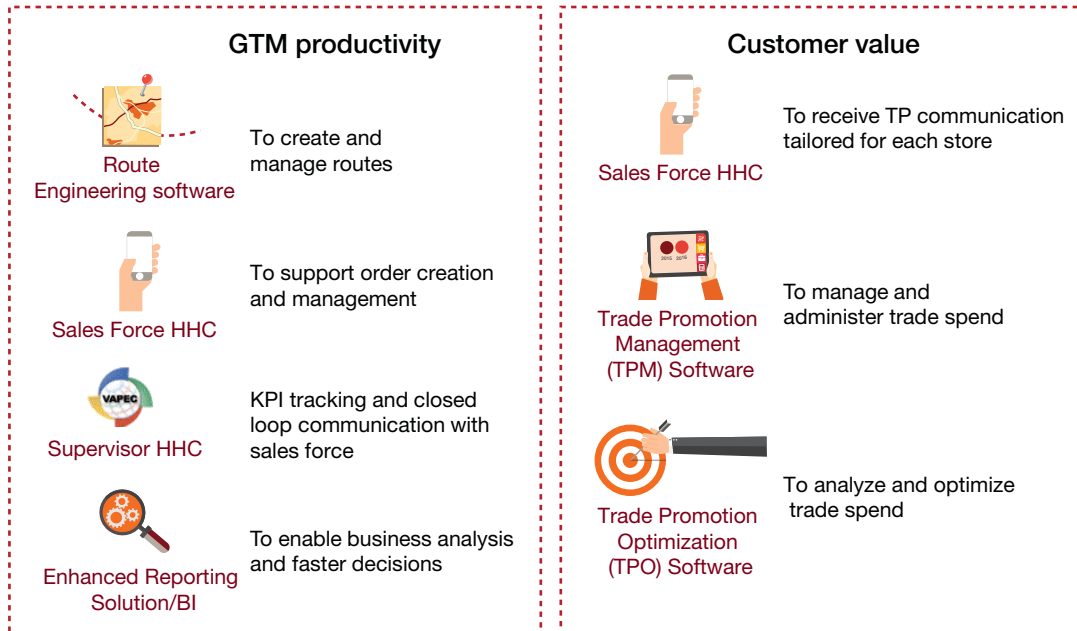 GTM productivity
Route
Engineering software
To create and
manage routes
Sales Force HHC
To support order creation
and management
VAPEC
Supervisor HHC
KPI tracking and closed
loop communication with
sales force
Enhanced Reporting
Solution/BI
To enable business analysis
and faster decisions
Customer value
Sales Force HHC
To receive TP communication
tailored for each store
2015 2016
Trade Promotion
Management
(TPM) Software
To manage and
administer trade spend
Trade Promotion
Optimization
(TPO) Software
To analyze and optimize
trade spend